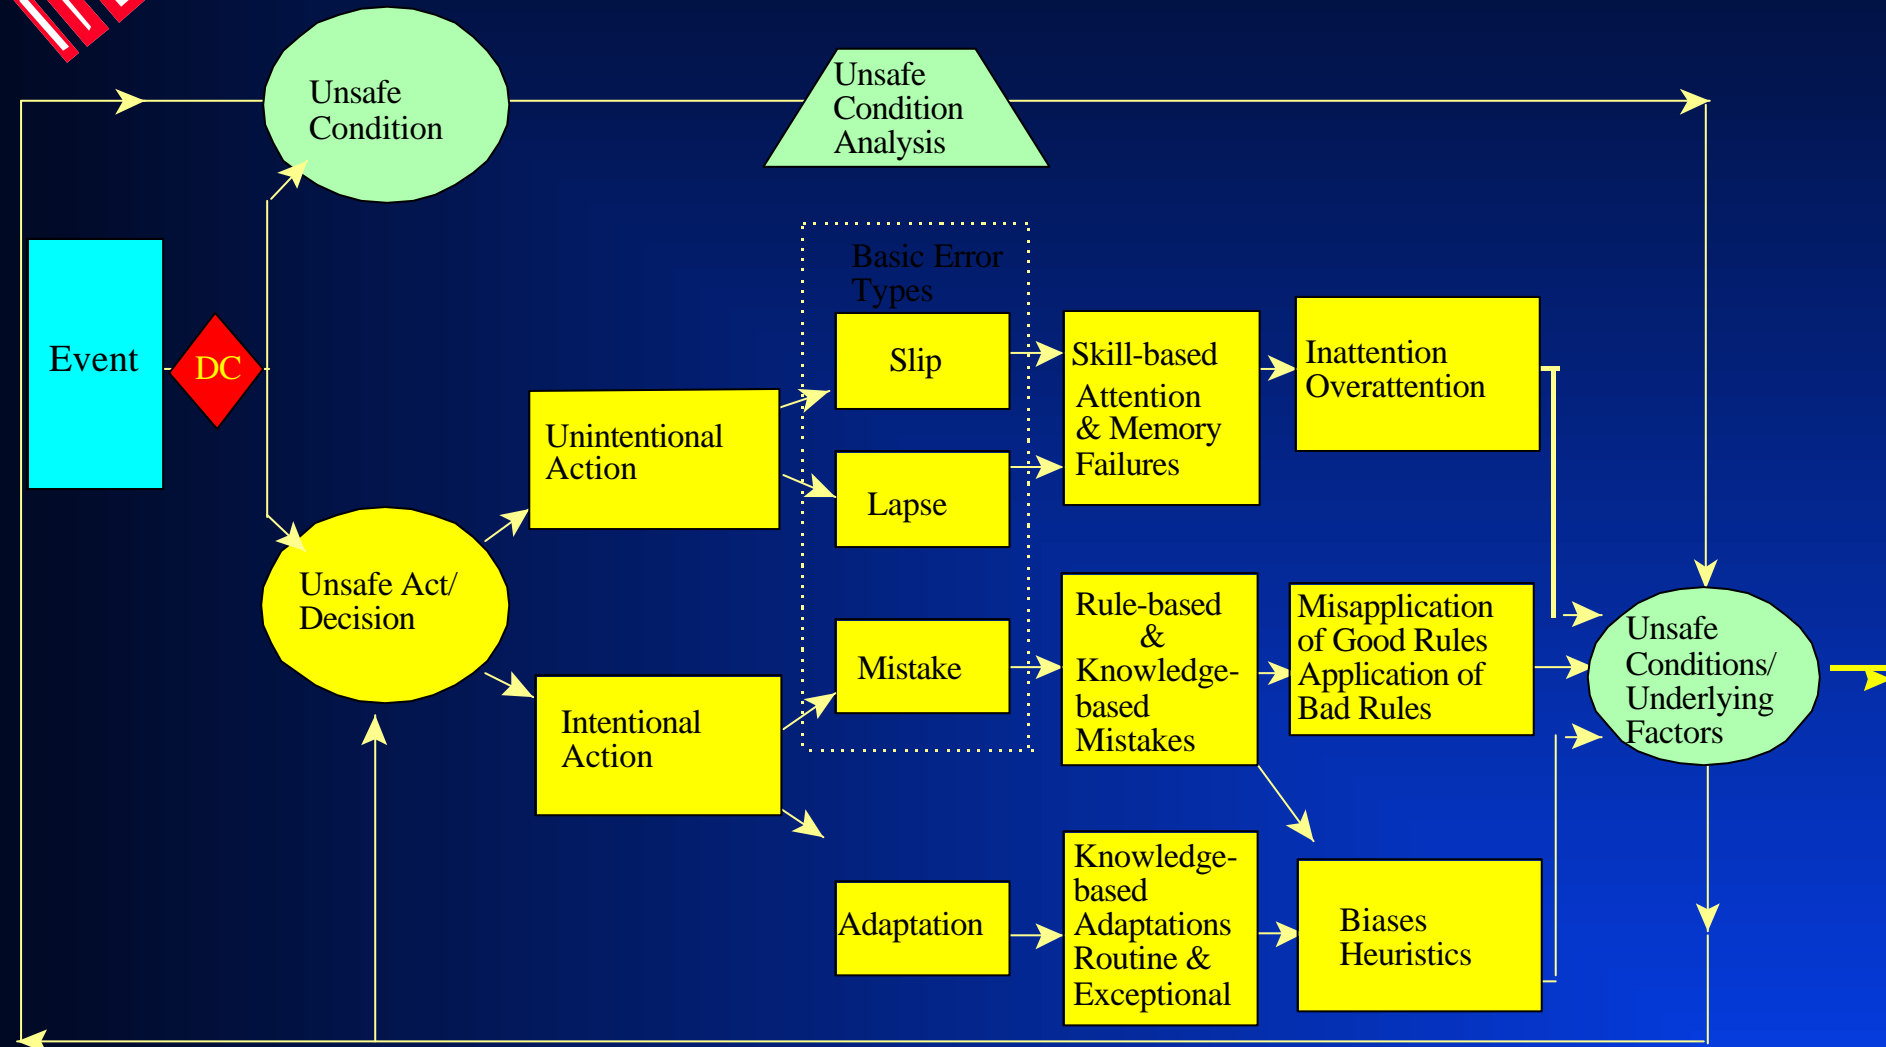 Unsafe
Condition
Unsafe
Condition
Analysis
Basic Error
Types
Event
DC
Slip
Skill-based
Attention
& Memory
Failures
Inattention
Overattention
Unintentional
Action
Lapse
Unsafe Act/
Decision
Mistake
Rule-based
&
Knowledge-
based
Mistakes
Misapplication
of Good Rules
Application of
Bad Rules
Unsafe
Conditions/
Underlying
Factors
Intentional
Action
Adaptation
Knowledge-
based
Adaptations
Routine &
Exceptional
Biases
Heuristics